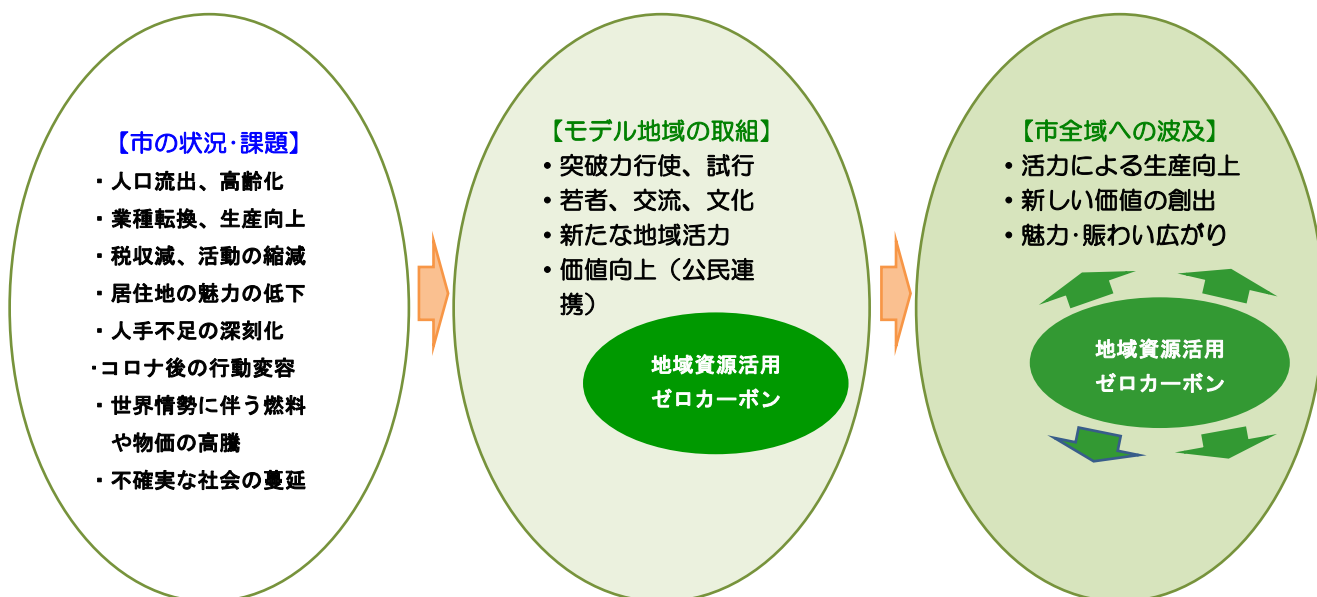 【市の状況･課題】
・人口流出、高齢化
・業種転換、生産向上
・税収減、活動の縮減
・居住地の魅力の低下
・人手不足の深刻化
・コロナ後の行動変容
・世界情勢に伴う燃料
や物価の高騰
・不確実な社会の蔓延
【モデル地域の取組】
・突破力行使、試行
・若者、交流、文化
・新たな地域活力
・価値向上（公民連
携）
地域資源活用
ゼロカーボン
【市全域への波及】
・活力による生産向上
・新しい価値の創出
・魅力･賑わい広がり
地域資源活用
ゼロカーボン